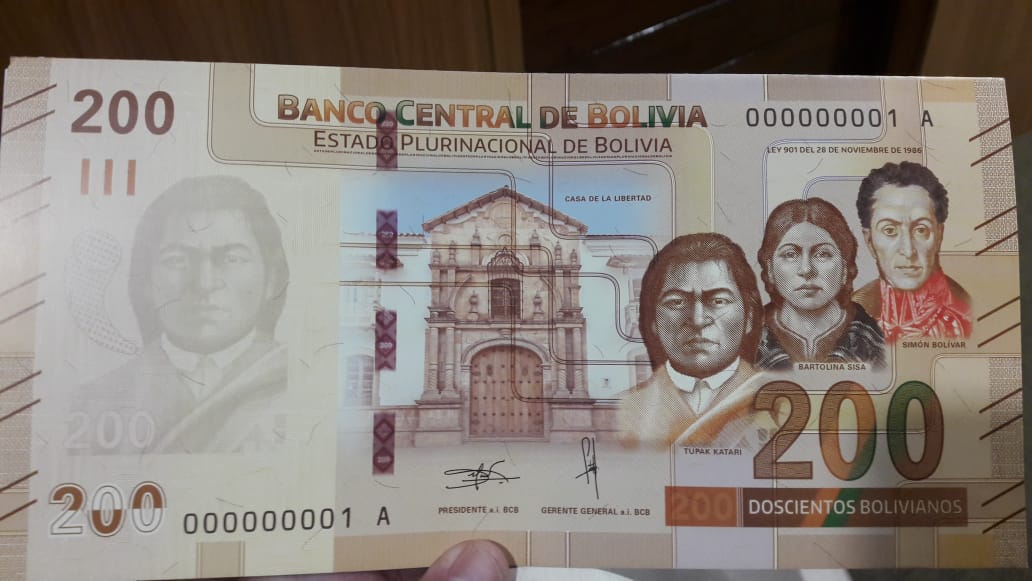 200
BANCO CENTRAL DE BOLIVIA
000000001 A
ESTADO PLURINACIONAL DE BOLIVIA
LEY 901 DEL 28 DE NOVIEMBRE DE 1986
CASA DE LA LIBERTAD
SIMÓN BOLÍVAR
BARTOLINA SISA
TUPAK KATARI
200
200
200
000000001 A
PRESIDENTE a.i. BCB
GERENTE GENERAL a.i. BCB
200
DOSCIENTOS BOLIVIANOS